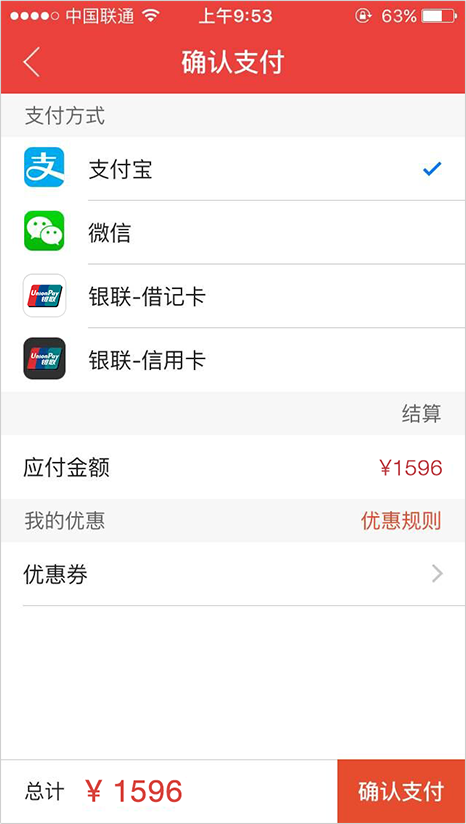 中国联通 上午9:53 63%
确认支付
支付方式
支 支付宝
微信
UnionPay 银联 银联-借记卡
UnionPay 银联 银联-信用卡
结算
应付金额 ¥1596
我的优惠 优惠规则
优惠券
总计 ¥ 1596 确认支付